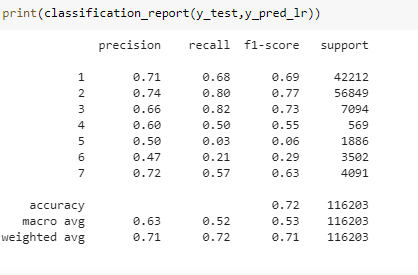 print(classification_report(y_test,y_pred_lr))
precision recall f1-score support
1 0.71 0.68 0.69 42212
2 0.74 0.80 0.77 56849
3 0.66 0.82 0.73 7094
4 0.60 0.50 0.55 569
5 0.50 0.03 0.06 1886
6 0.47 0.21 0.29 3502
7 0.72 0.57 0.63 4091
accuracy 0.72 116203
macro avg 0.63 0.52 0.53 116203
weighted avg 0.71 0.72 0.71 116203